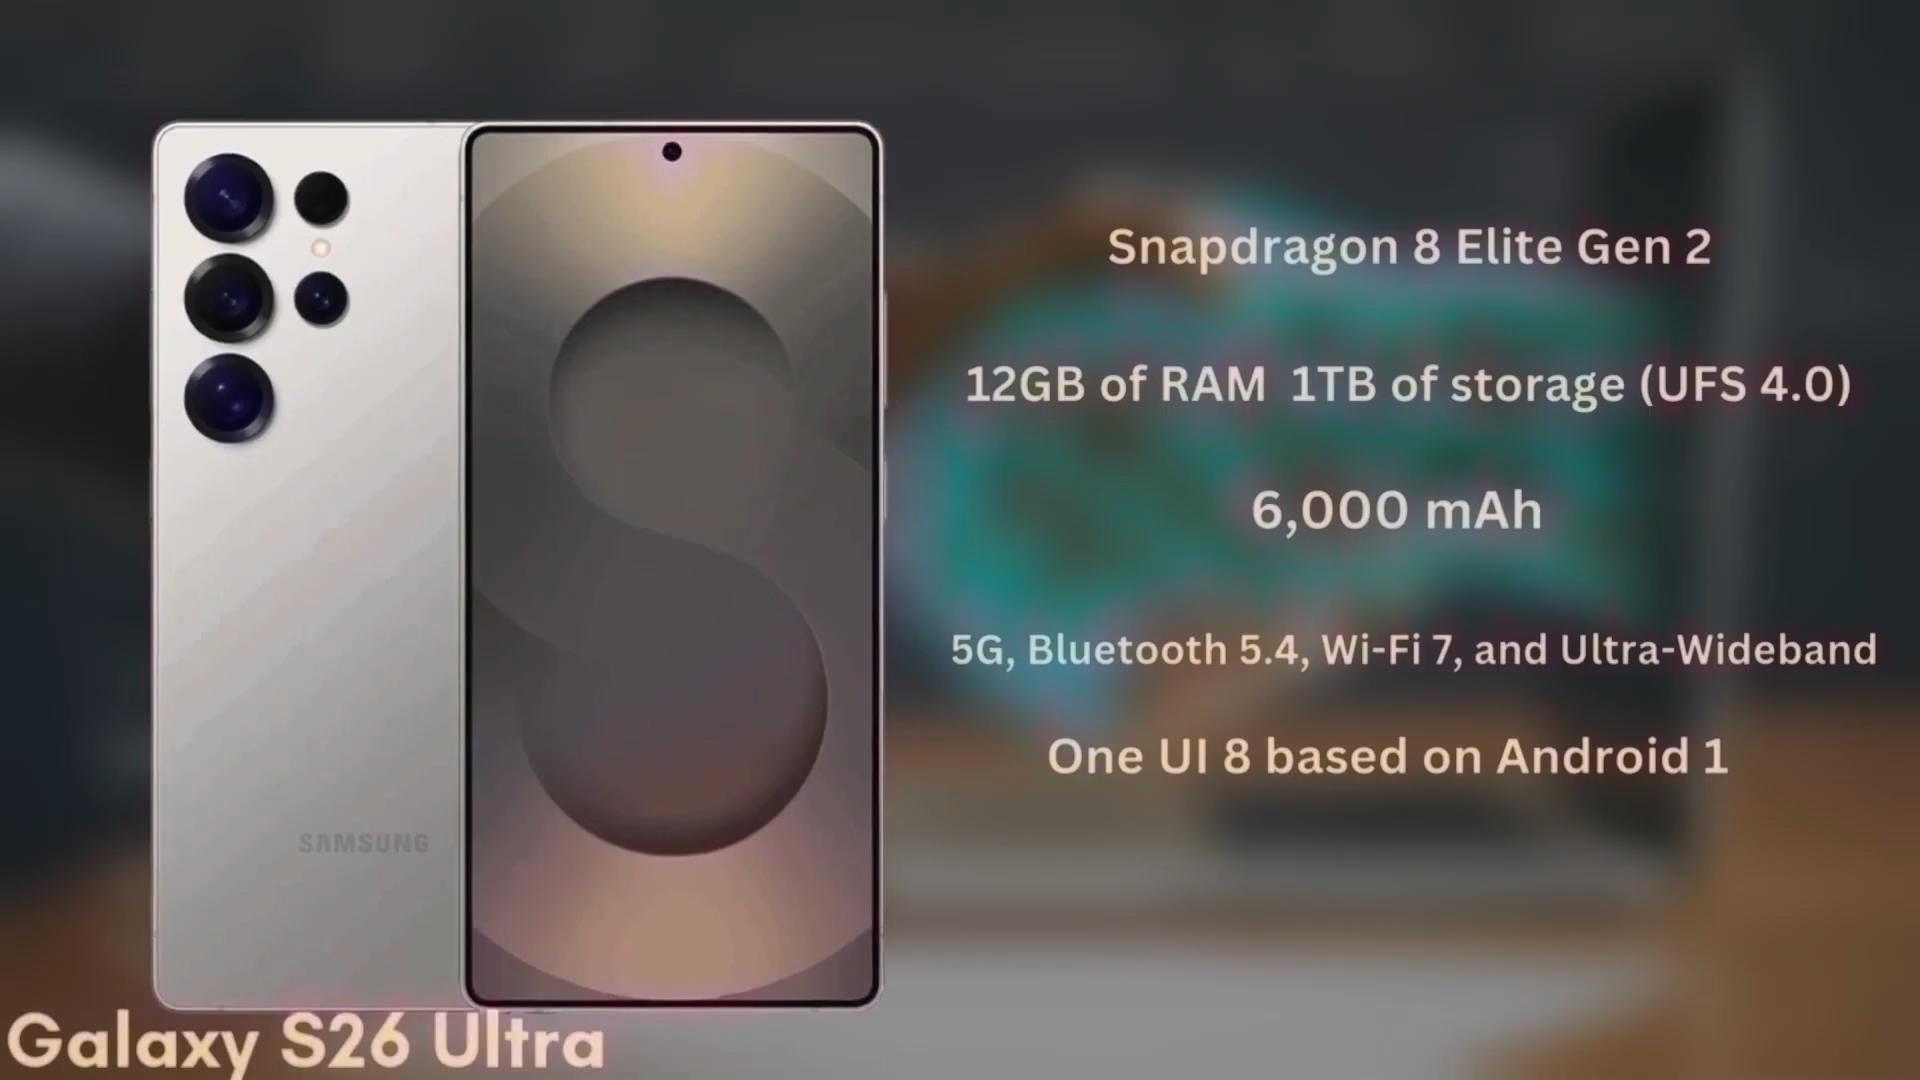 Snapdragon 8 Elite Gen 2
12GB of RAM 1TB of storage (UFS 4.0)
6,000 mAh
5G, Bluetooth 5.4, Wi-Fi 7, and Ultra-Wideband
One UI 8 based on Android 1
SAMSUNG
Galaxy S26 Ultra